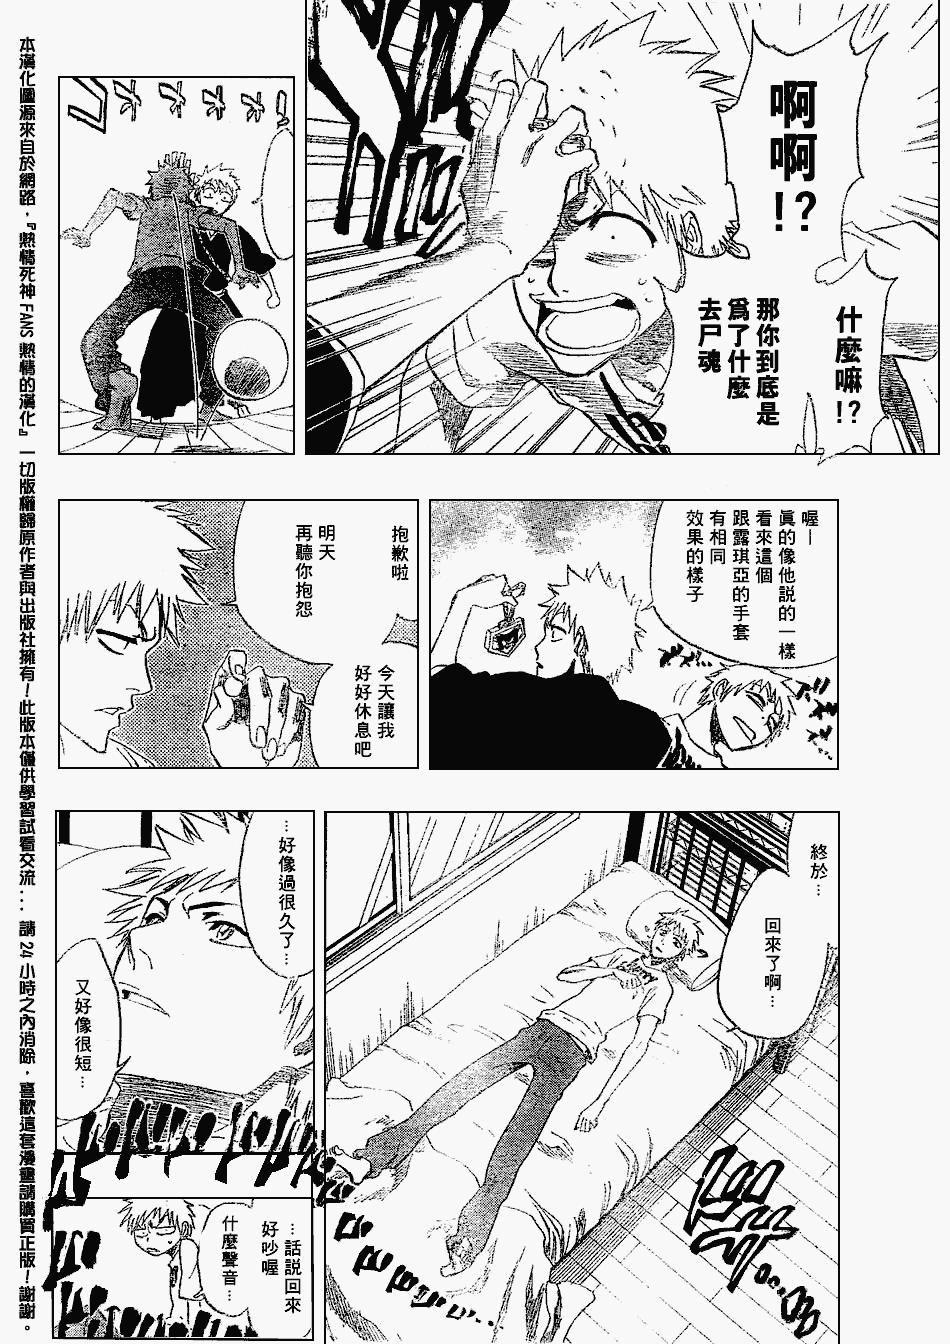 啊
啊
!?
什麼嘛!?
那你到底是
爲了什麼
去尸魂
喔—
真的像他説的一樣
看來這個
跟露琪亞的手套
有相同
效果的樣子
抱歉啦
明天
再聽你抱怨
今天讓我
好好休息吧
終於…
回來了啊…
…好像過很久了…
又好像很短…
…話説回來
好吵喔
什麼聲音…
本漢化圖源來自於網路，『熱情死神FANS熱情的漢化』一切版權歸原作者與出版社擁有！此版本僅供學習試看交流... 請24小時之內消除，喜歡這套漫畫請購買正版！謝謝。